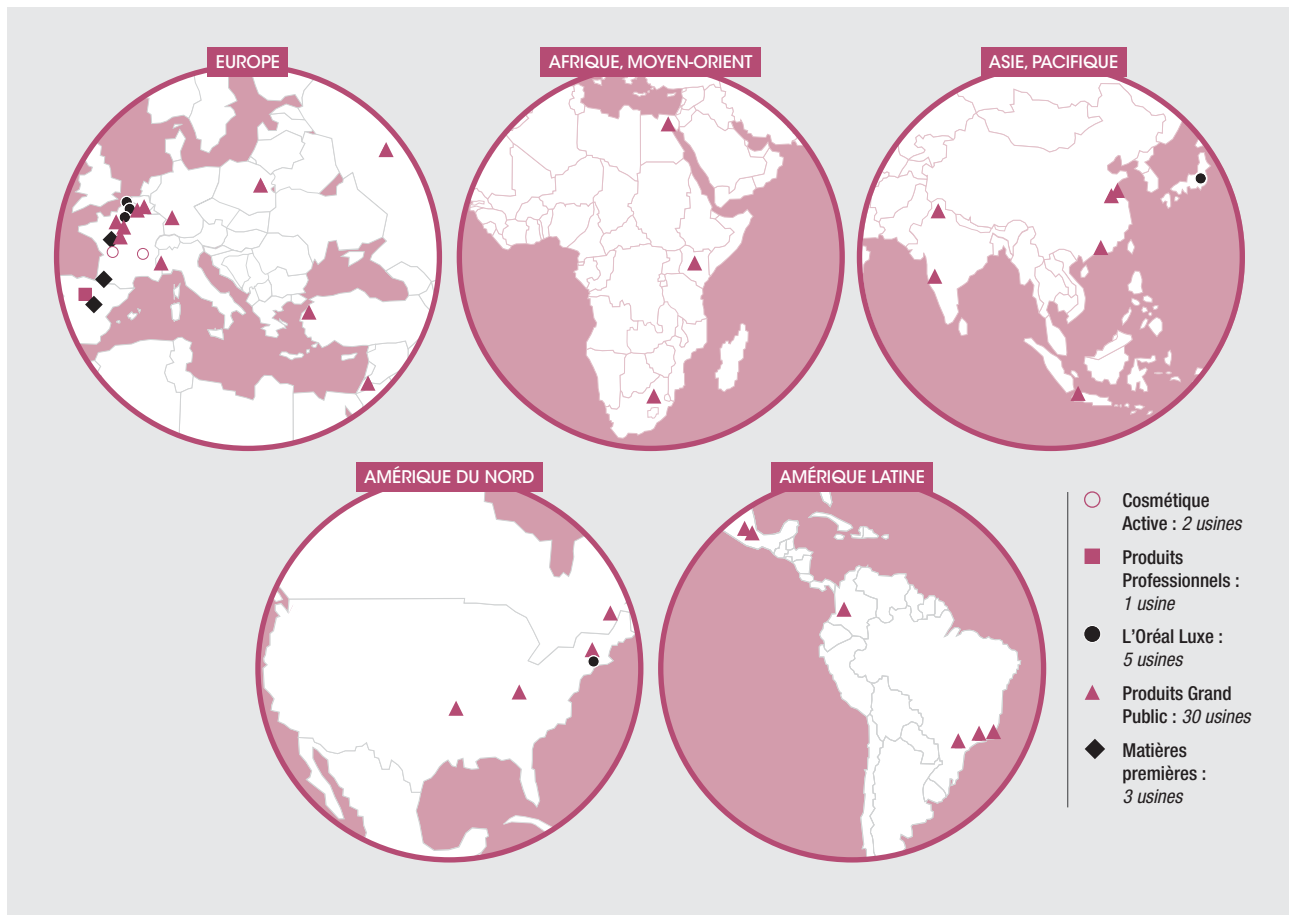 EUROPE
AFRIQUE, MOYEN-ORIENT
ASIE, PACIFIQUE
AMÉRIQUE DU NORD
AMÉRIQUE LATINE
Cosmétique
Active : 2 usines
Produits
Professionnels :
1 usine
L'Oréal Luxe :
5 usines
Produits Grand
Public : 30 usines
Matières
premières :
3 usines